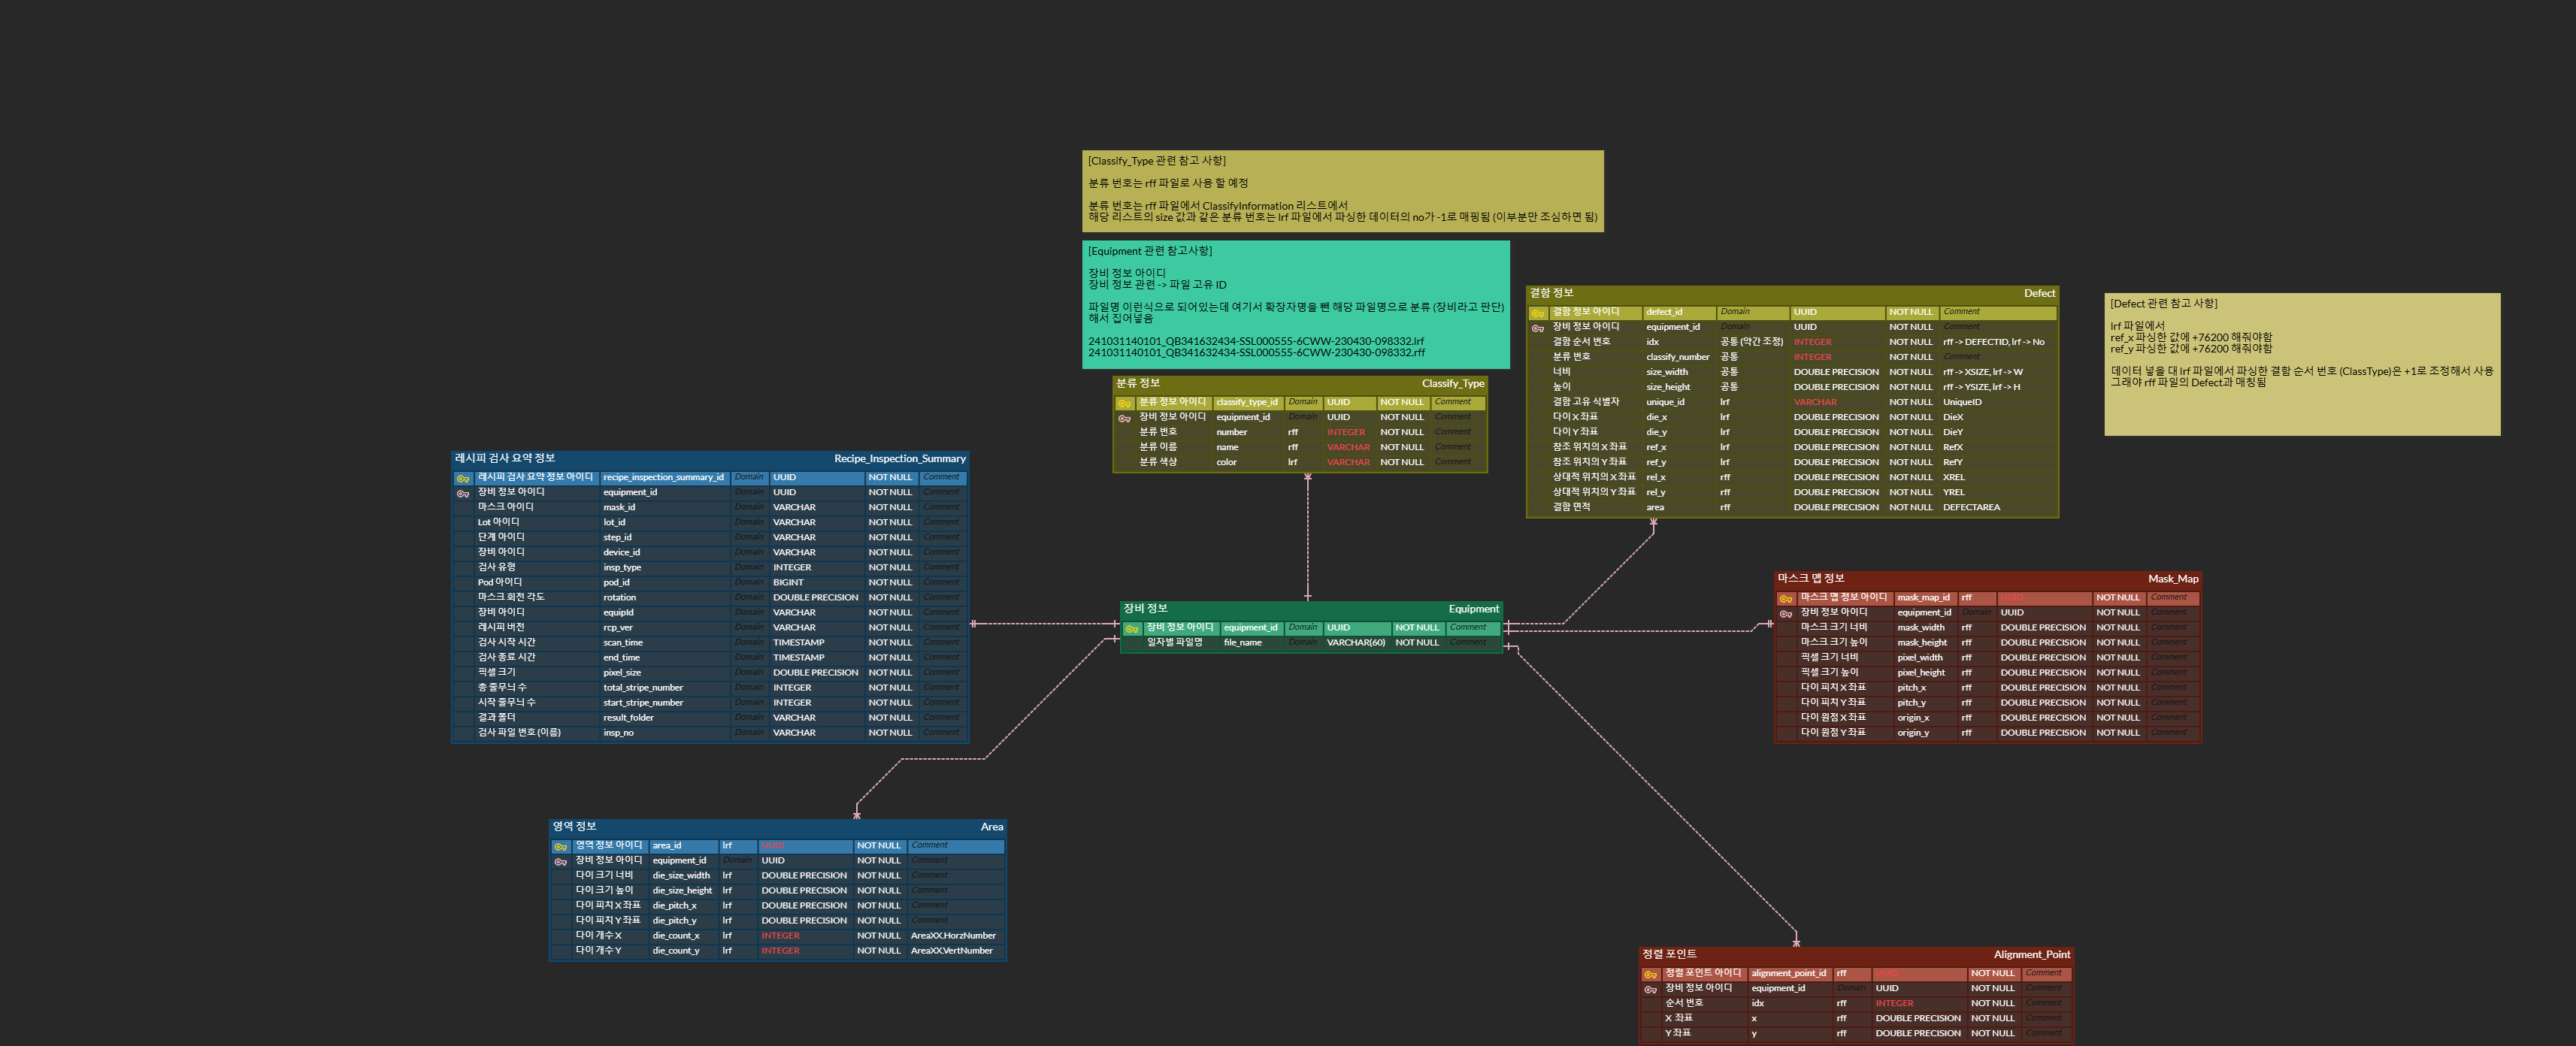 [Classify_Type 관련 참고 사항]
분류 번호는 rff 파일로 사용 할 예정
분류 번호는 rff 파일에서 ClassifyInformation 리스트에서
해당 리스트의 size 값과 같은 분류 번호는 lrf 파일에서 파싱한 데이터의 no가 -1로 매핑됨 (이부분만 조심하면 됨)
[Equipment 관련 참고사항]
장비 정보 아이디
장비 정보 관련 -> 파일 고유 ID
파일명 이런식으로 되어있는데 여기서 확장자명을 뺀 해당 파일명으로 분류 (장비라고 판단)
해서 집어넣음
241031140101_QB341632434-SSL000555-6CWW-230430-098332.lrf
241031140101_QB341632434-SSL000555-6CWW-230430-098332.rff
결함 정보 Defect
결함 정보 아이디 defect_id Domain UUID NOT NULL Comment
장비 정보 아이디 equipment_id Domain UUID NOT NULL Comment
결함 순서 번호 idx 공통 (약간 조정) INTEGER NOT NULL rff -> DEFECTID, lrf -> No
분류 번호 classify_number 공통 INTEGER NOT NULL Comment
너비 size_width 공통 DOUBLE PRECISION NOT NULL rff -> XSIZE, lrf -> W
높이 size_height 공통 DOUBLE PRECISION NOT NULL rff -> YSIZE, lrf -> H
결함 고유 식별자 unique_id lrf VARCHAR NOT NULL UniqueID
다이 X 좌표 die_x lrf DOUBLE PRECISION NOT NULL DieX
다이 Y 좌표 die_y lrf DOUBLE PRECISION NOT NULL DieY
참조 위치의 X 좌표 ref_x lrf DOUBLE PRECISION NOT NULL RefX
참조 위치의 Y 좌표 ref_y lrf DOUBLE PRECISION NOT NULL RefY
상대적 위치의 X 좌표 rel_x rff DOUBLE PRECISION NOT NULL XREL
상대적 위치의 Y 좌표 rel_y rff DOUBLE PRECISION NOT NULL YREL
결함 면적 area rff DOUBLE PRECISION NOT NULL DEFECTAREA
[Defect 관련 참고 사항]
lrf 파일에서
ref_x 파싱한 값에 +76200 해줘야함
ref_y 파싱한 값에 +76200 해줘야함
데이터 넣을 대 lrf 파일에서 파싱한 결함 순서 번호 (ClassType)은 +1로 조정해서 사용
그래야 rff 파일의 Defect과 매칭됨
분류 정보 Classify_Type
분류 정보 아이디 classify_type_id Domain UUID NOT NULL Comment
장비 정보 아이디 equipment_id Domain UUID NOT NULL Comment
분류 번호 number rff INTEGER NOT NULL Comment
분류 이름 name rff VARCHAR NOT NULL Comment
분류 색상 color lrf VARCHAR NOT NULL Comment
레시피 검사 요약 정보 Recipe_Inspection_Summary
레시피 검사 요약 정보 아이디 recipe_inspection_summary_id Domain UUID NOT NULL Comment
장비 정보 아이디 equipment_id Domain UUID NOT NULL Comment
마스크 아이디 mask_id Domain VARCHAR NOT NULL Comment
Lot 아이디 lot_id Domain VARCHAR NOT NULL Comment
단계 아이디 step_id Domain VARCHAR NOT NULL Comment
장비 아이디 device_id Domain VARCHAR NOT NULL Comment
검사 유형 insp_type Domain INTEGER NOT NULL Comment
Pod 아이디 pod_id Domain BIGINT NOT NULL Comment
마스크 회전 각도 rotation Domain DOUBLE PRECISION NOT NULL Comment
장비 아이디 equipId Domain VARCHAR NOT NULL Comment
레시피 버전 rcp_ver Domain VARCHAR NOT NULL Comment
검사 시작 시간 scan_time Domain TIMESTAMP NOT NULL Comment
검사 종료 시간 end_time Domain TIMESTAMP NOT NULL Comment
픽셀 크기 pixel_size Domain DOUBLE PRECISION NOT NULL Comment
총 줄무늬 수 total_stripe_number Domain INTEGER NOT NULL Comment
시작 줄무늬 수 start_stripe_number Domain INTEGER NOT NULL Comment
결과 폴더 result_folder Domain VARCHAR NOT NULL Comment
검사 파일 번호 (이름) insp_no Domain VARCHAR NOT NULL Comment
장비 정보 Equipment
장비 정보 아이디 equipment_id Domain UUID NOT NULL Comment
일자별 파일명 file_name Domain VARCHAR(60) NOT NULL Comment
마스크 맵 정보 Mask_Map
마스크 맵 정보 아이디 mask_map_id rff UUID NOT NULL Comment
장비 정보 아이디 equipment_id Domain UUID NOT NULL Comment
마스크 크기 너비 mask_width rff DOUBLE PRECISION NOT NULL Comment
마스크 크기 높이 mask_height rff DOUBLE PRECISION NOT NULL Comment
픽셀 크기 너비 pixel_width rff DOUBLE PRECISION NOT NULL Comment
픽셀 크기 높이 pixel_height rff DOUBLE PRECISION NOT NULL Comment
다이 피치 X 좌표 pitch_x rff DOUBLE PRECISION NOT NULL Comment
다이 피치 Y 좌표 pitch_y rff DOUBLE PRECISION NOT NULL Comment
다이 원점 X 좌표 origin_x rff DOUBLE PRECISION NOT NULL Comment
다이 원점 Y 좌표 origin_y rff DOUBLE PRECISION NOT NULL Comment
영역 정보 Area
영역 정보 아이디 area_id lrf UUID NOT NULL Comment
장비 정보 아이디 equipment_id Domain UUID NOT NULL Comment
다이 크기 너비 die_size_width lrf DOUBLE PRECISION NOT NULL Comment
다이 크기 높이 die_size_height lrf DOUBLE PRECISION NOT NULL Comment
다이 피치 X 좌표 die_pitch_x lrf DOUBLE PRECISION NOT NULL Comment
다이 피치 Y 좌표 die_pitch_y lrf DOUBLE PRECISION NOT NULL Comment
다이 개수 X die_count_x lrf INTEGER NOT NULL AreaXX.HorzNumber
다이 개수 Y die_count_y lrf INTEGER NOT NULL AreaXX.VertNumber
정렬 포인트 Alignment_Point
정렬 포인트 아이디 alignment_point_id rff UUID NOT NULL Comment
장비 정보 아이디 equipment_id Domain UUID NOT NULL Comment
순서 번호 idx rff INTEGER NOT NULL Comment
X 좌표 x rff DOUBLE PRECISION NOT NULL Comment
Y 좌표 y rff DOUBLE PRECISION NOT NULL Comment